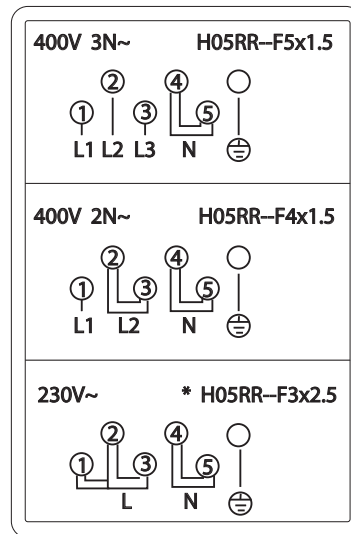 400V 3N~ H05RR--F5x1.5
2 4
1 3 5
L1 L2 L3 N
400V 2N~ H05RR--F4x1.5
2 4
1 3 5
L1 L2 N
230V~ * H05RR--F3x2.5
2 4
1 3 5
L N